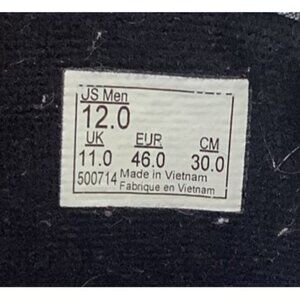 JS Men
12.0
UK EUR CM
11.0 46.0 30.0
500714 Made in Vietnam
Fabrique en Vietnam